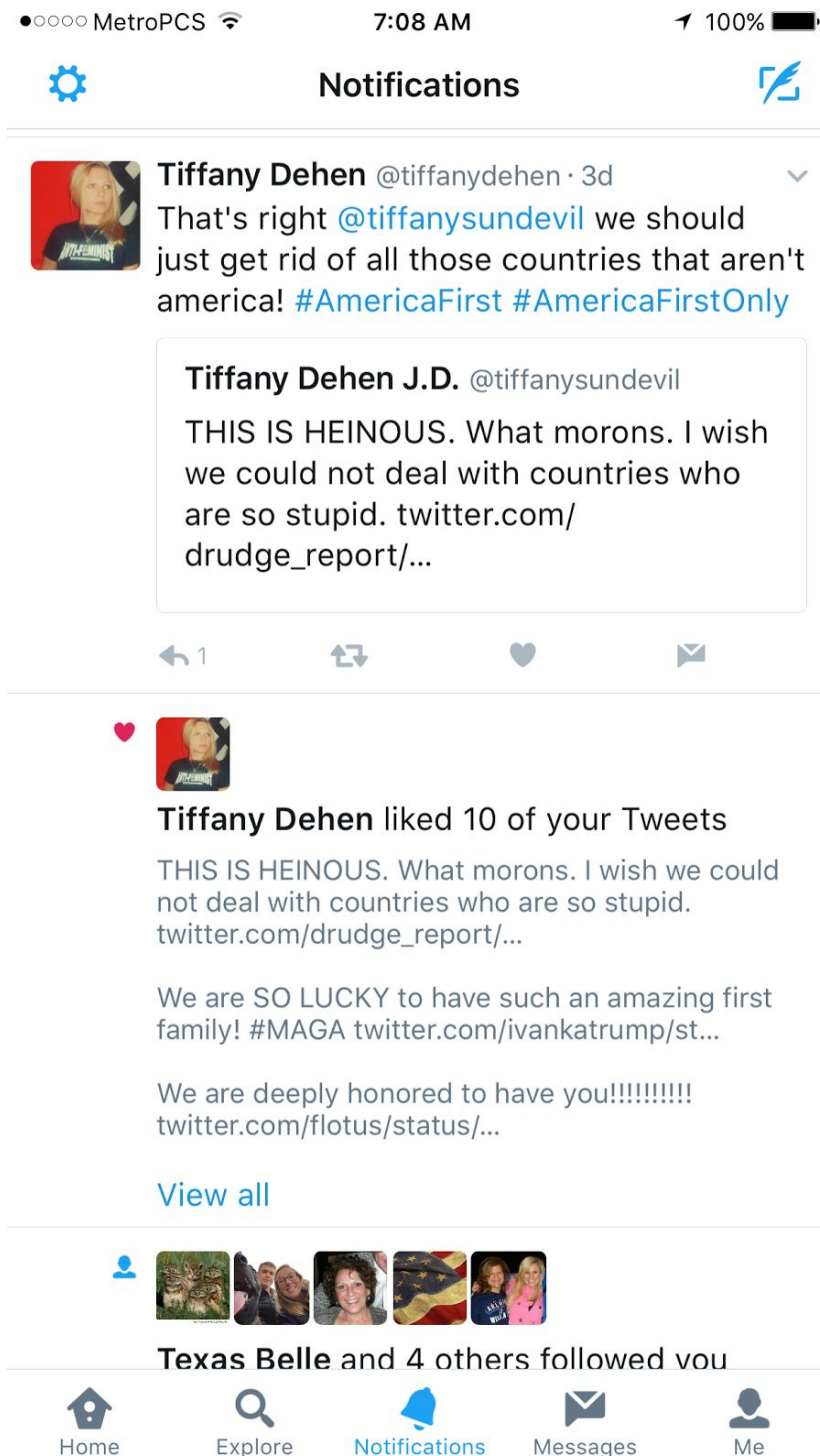 MetroPCS 7:08 AM 100%
Notifications
Tiffany Dehen @tiffanydehen · 3d
That's right @tiffanysundevil we should
just get rid of all those countries that aren't
america! #AmericaFirst #AmericaFirstOnly
ANTI-FEMINIST
Tiffany Dehen J.D. @tiffanysundevil
THIS IS HEINOUS. What morons. I wish
we could not deal with countries who
are so stupid. twitter.com/
drudge_report/...
1
ANTI-FEMINIST
Tiffany Dehen liked 10 of your Tweets
THIS IS HEINOUS. What morons. I wish we could
not deal with countries who are so stupid.
twitter.com/drudge_report/...
We are SO LUCKY to have such an amazing first
family! #MAGA twitter.com/ivankatrump/st...
We are deeply honored to have you!!!!!!!!!!
twitter.com/flotus/status/...
View all
Texas Belle and 4 others followed you
Home Explore Notifications Messages Me